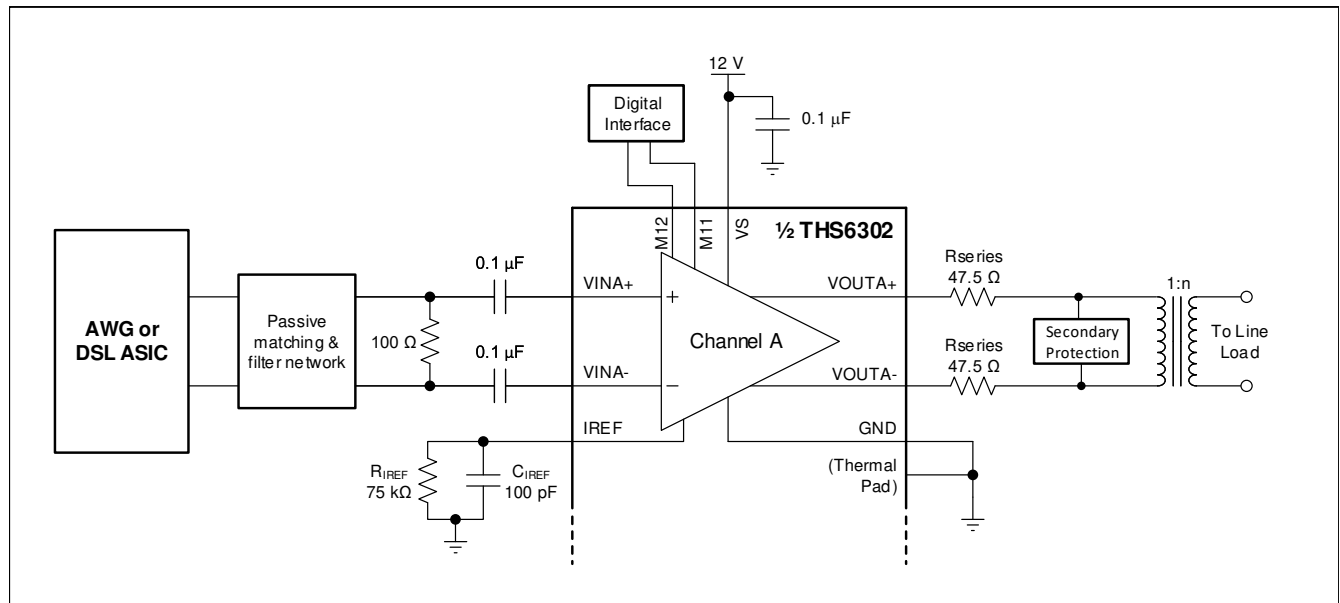 12 V
Digital
Interface
0.1 µF
M12
M11
VS
½ THS6302
AWG or
DSL ASIC
Passive
matching &
filter network
100 Ω
0.1 µF
0.1 µF
VINA+
VINA-
+
−
Channel A
VOUTA+
VOUTA-
Rseries
47.5 Ω
Rseries
47.5 Ω
Secondary
Protection
1:n
To Line
Load
IREF
GND
(Thermal
Pad)
RIREF
75 kΩ
CIREF
100 pF